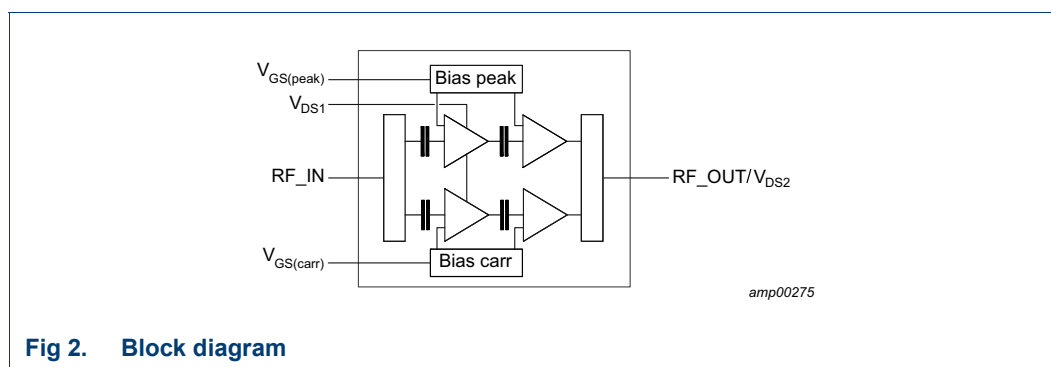 V_GS(peak)
Bias peak
V_DS1
RF_IN
RF_OUT/V_DS2
V_GS(carr)
Bias carr
amp00275
Fig 2. Block diagram